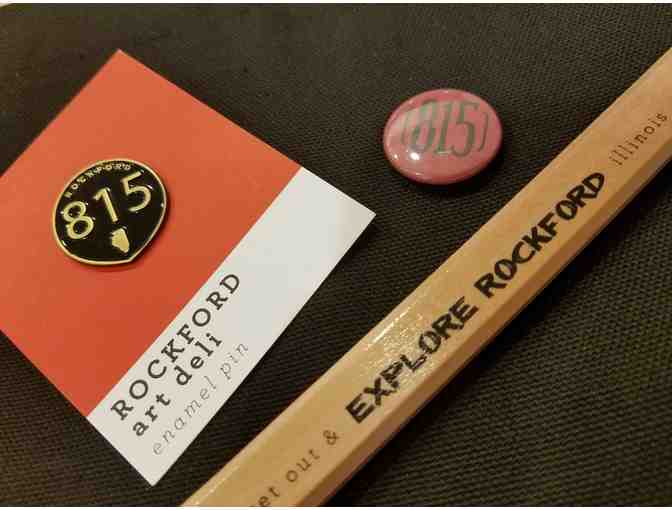 ROCKFORD
815
ROCKFORD
art deli
enamel pin
(815)
et out & EXPLORE ROCKFORD illinois